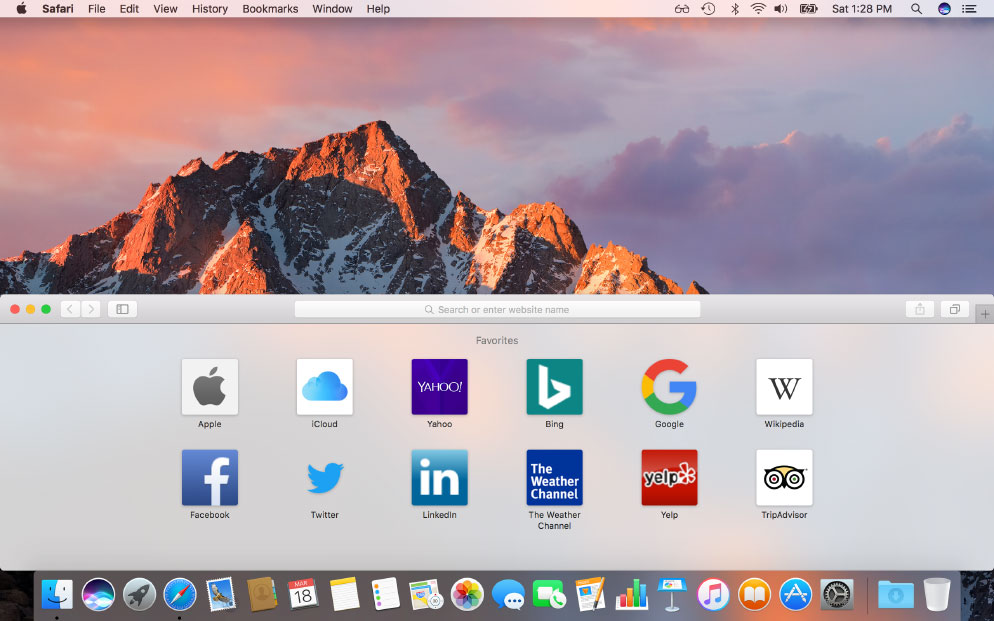 Safari File Edit View History Bookmarks Window Help Sat 1:28 PM
Search or enter website name
Favorites
YAHOO!
W
Apple iCloud Yahoo Bing Google Wikipedia
f in The
Weather
Channel yelp
Facebook Twitter LinkedIn The Weather
Channel Yelp TripAdvisor
MAR
18